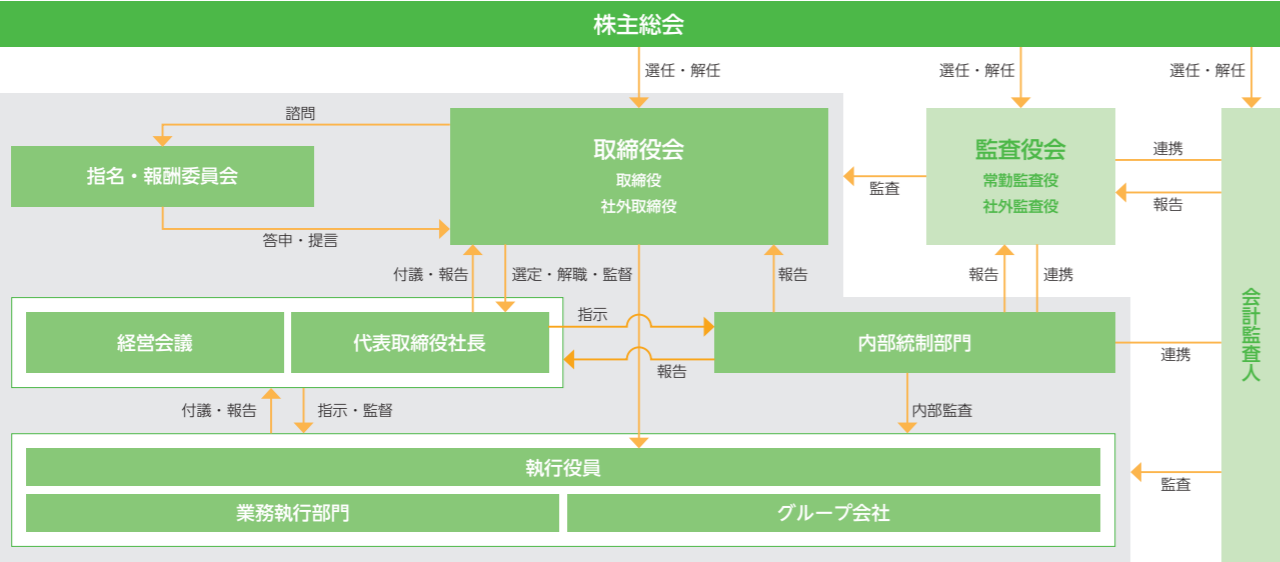 株主総会
選任・解任
選任・解任
選任・解任
諮問
指名・報酬委員会
答申・提言
取締役会
取締役
社外取締役
監査
監査役会
常勤監査役
社外監査役
連携
報告
付議・報告
選定・解職・監督
報告
報告
連携
会計監査人
経営会議
代表取締役社長
指示
報告
内部統制部門
連携
付議・報告
指示・監督
内部監査
執行役員
業務執行部門
グループ会社
監査